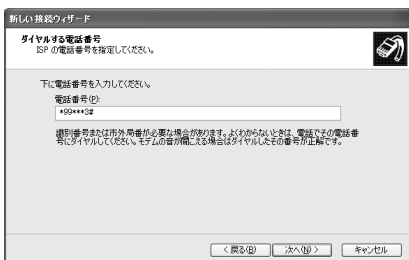 新しい接続ウィザード
ダイヤルする電話番号
ISP の電話番号を指定してください。
下に電話番号を入力してください。
電話番号(P):
*99***3#
識別番号または市外局番が必要な場合があります。よくわからないときは、電話でその電話番
号にダイヤルしてください。モデムの音が聞こえる場合はダイヤルしたその番号が正解です。
< 戻る(B)
次へ(N) >
キャンセル